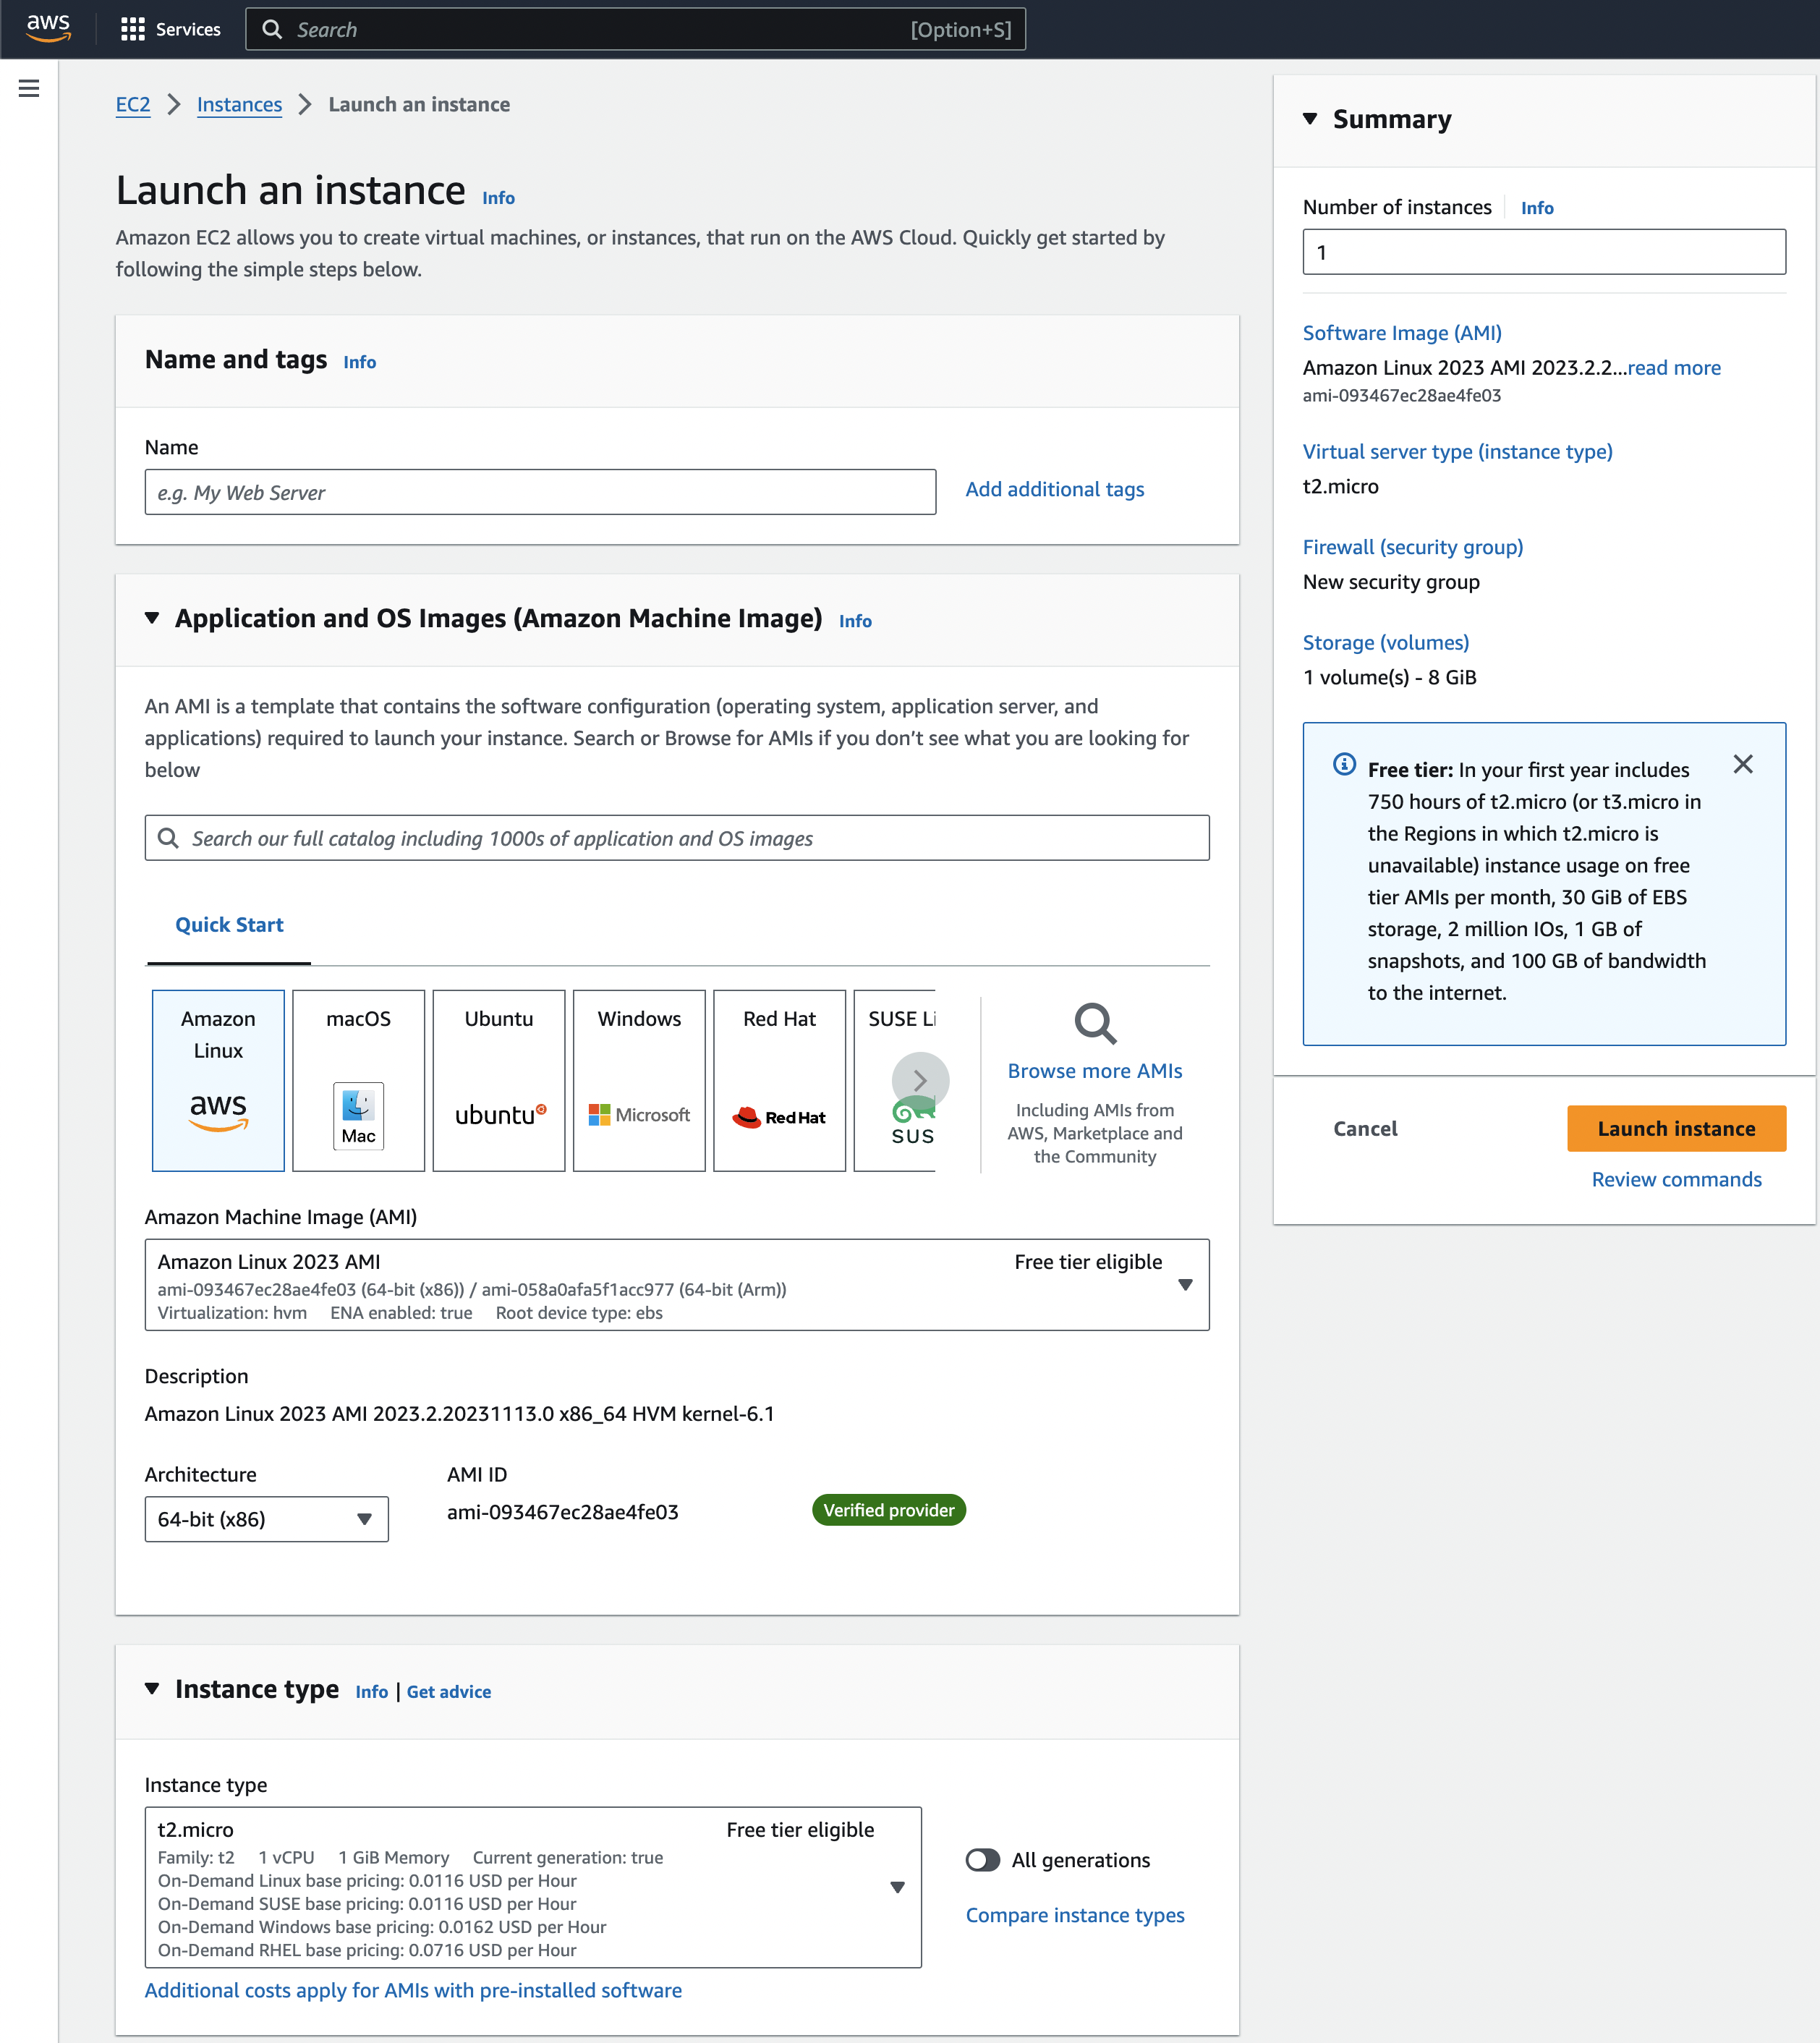 aws
Services
Search
[Option+S]
EC2
Instances
Launch an instance
Launch an instance
Info
Amazon EC2 allows you to create virtual machines, or instances, that run on the AWS Cloud. Quickly get started by
following the simple steps below.
Name and tags
Info
Name
e.g. My Web Server
Add additional tags
Application and OS Images (Amazon Machine Image)
Info
An AMI is a template that contains the software configuration (operating system, application server, and
applications) required to launch your instance. Search or Browse for AMIs if you don’t see what you are looking for
below
Search our full catalog including 1000s of application and OS images
Quick Start
Amazon
Linux
aws
macOS
Mac
Ubuntu
ubuntu
Windows
Microsoft
Red Hat
Red Hat
SUSE Li
SUS
Browse more AMIs
Including AMIs from
AWS, Marketplace and
the Community
Amazon Machine Image (AMI)
Amazon Linux 2023 AMI
Free tier eligible
ami-093467ec28ae4fe03 (64-bit (x86)) / ami-058a0afa5f1acc977 (64-bit (Arm))
Virtualization: hvm ENA enabled: true Root device type: ebs
Description
Amazon Linux 2023 AMI 2023.2.20231113.0 x86_64 HVM kernel-6.1
Architecture
64-bit (x86)
AMI ID
ami-093467ec28ae4fe03
Verified provider
Instance type
Info | Get advice
Instance type
t2.micro
Free tier eligible
Family: t2 1 vCPU 1 GiB Memory Current generation: true
On-Demand Linux base pricing: 0.0116 USD per Hour
On-Demand SUSE base pricing: 0.0116 USD per Hour
On-Demand Windows base pricing: 0.0162 USD per Hour
On-Demand RHEL base pricing: 0.0716 USD per Hour
All generations
Compare instance types
Additional costs apply for AMIs with pre-installed software
Summary
Number of instances
Info
1
Software Image (AMI)
Amazon Linux 2023 AMI 2023.2.2...read more
ami-093467ec28ae4fe03
Virtual server type (instance type)
t2.micro
Firewall (security group)
New security group
Storage (volumes)
1 volume(s) - 8 GiB
Free tier: In your first year includes
750 hours of t2.micro (or t3.micro in
the Regions in which t2.micro is
unavailable) instance usage on free
tier AMIs per month, 30 GiB of EBS
storage, 2 million IOs, 1 GB of
snapshots, and 100 GB of bandwidth
to the internet.
Cancel
Launch instance
Review commands